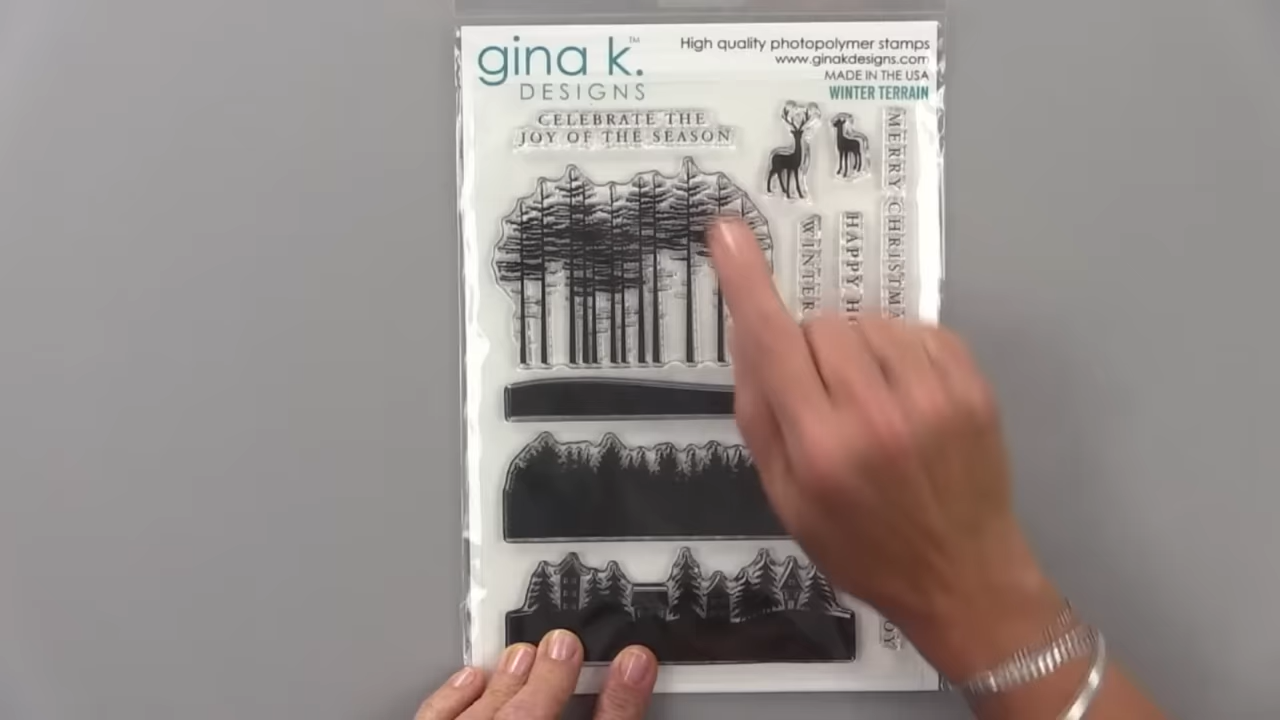 gina k.™
DESIGNS
High quality photopolymer stamps
www.ginakdesigns.com
MADE IN THE USA
WINTER TERRAIN
CELEBRATE THE
JOY OF THE SEASON
WINTER
HAPPY
MERRY